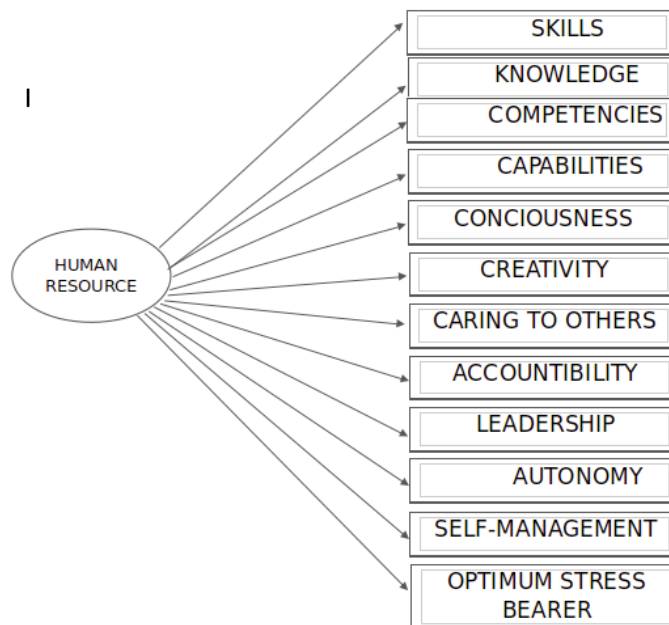 SKILLS
I
KNOWLEDGE
COMPETENCIES
CAPABILITIES
CONCIOUSNESS
HUMAN
RESOURCE
CREATIVITY
CARING TO OTHERS
ACCOUNTIBILITY
LEADERSHIP
AUTONOMY
SELF-MANAGEMENT
OPTIMUM STRESS
BEARER